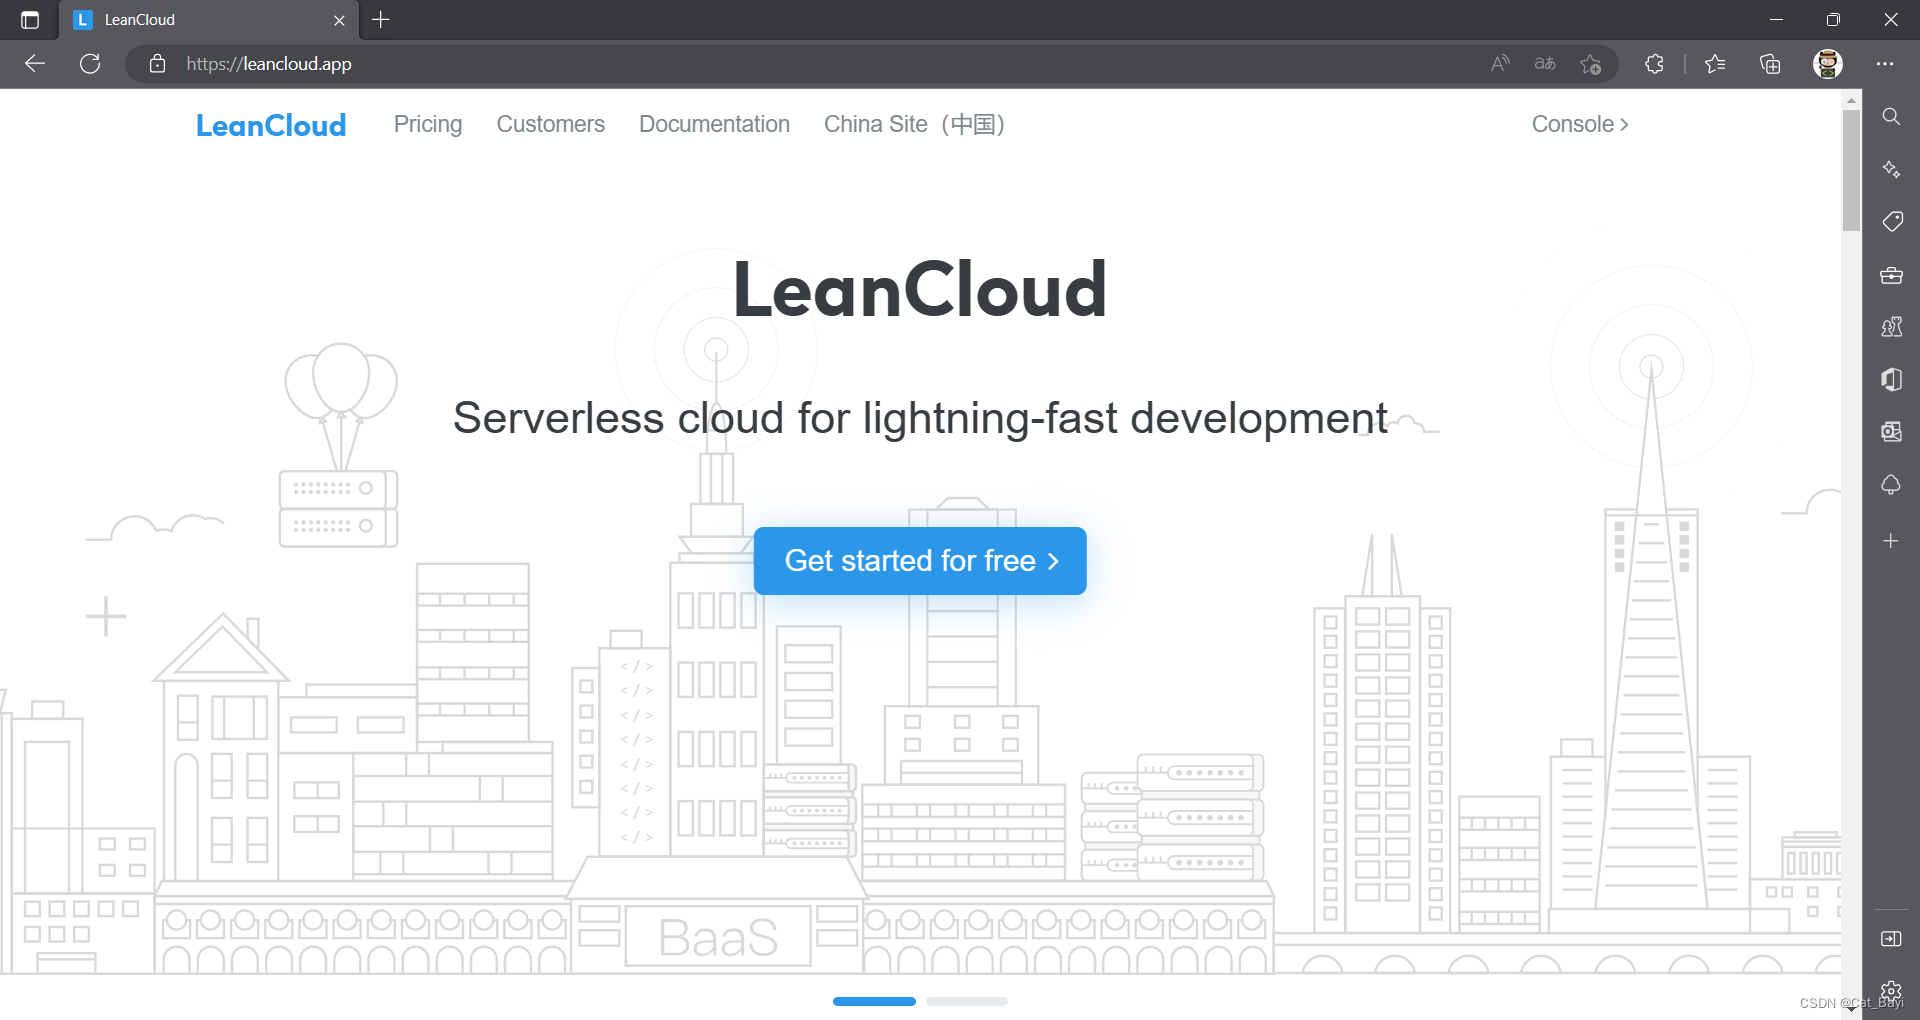 LeanCloud
https://leancloud.app
LeanCloud Pricing Customers Documentation China Site（中国） Console
LeanCloud
Serverless cloud for lightning-fast development
Get started for free
</>
</>
</>
</>
</>
</>
</>
</>
BaaS
CSDN @Cat_Bayi